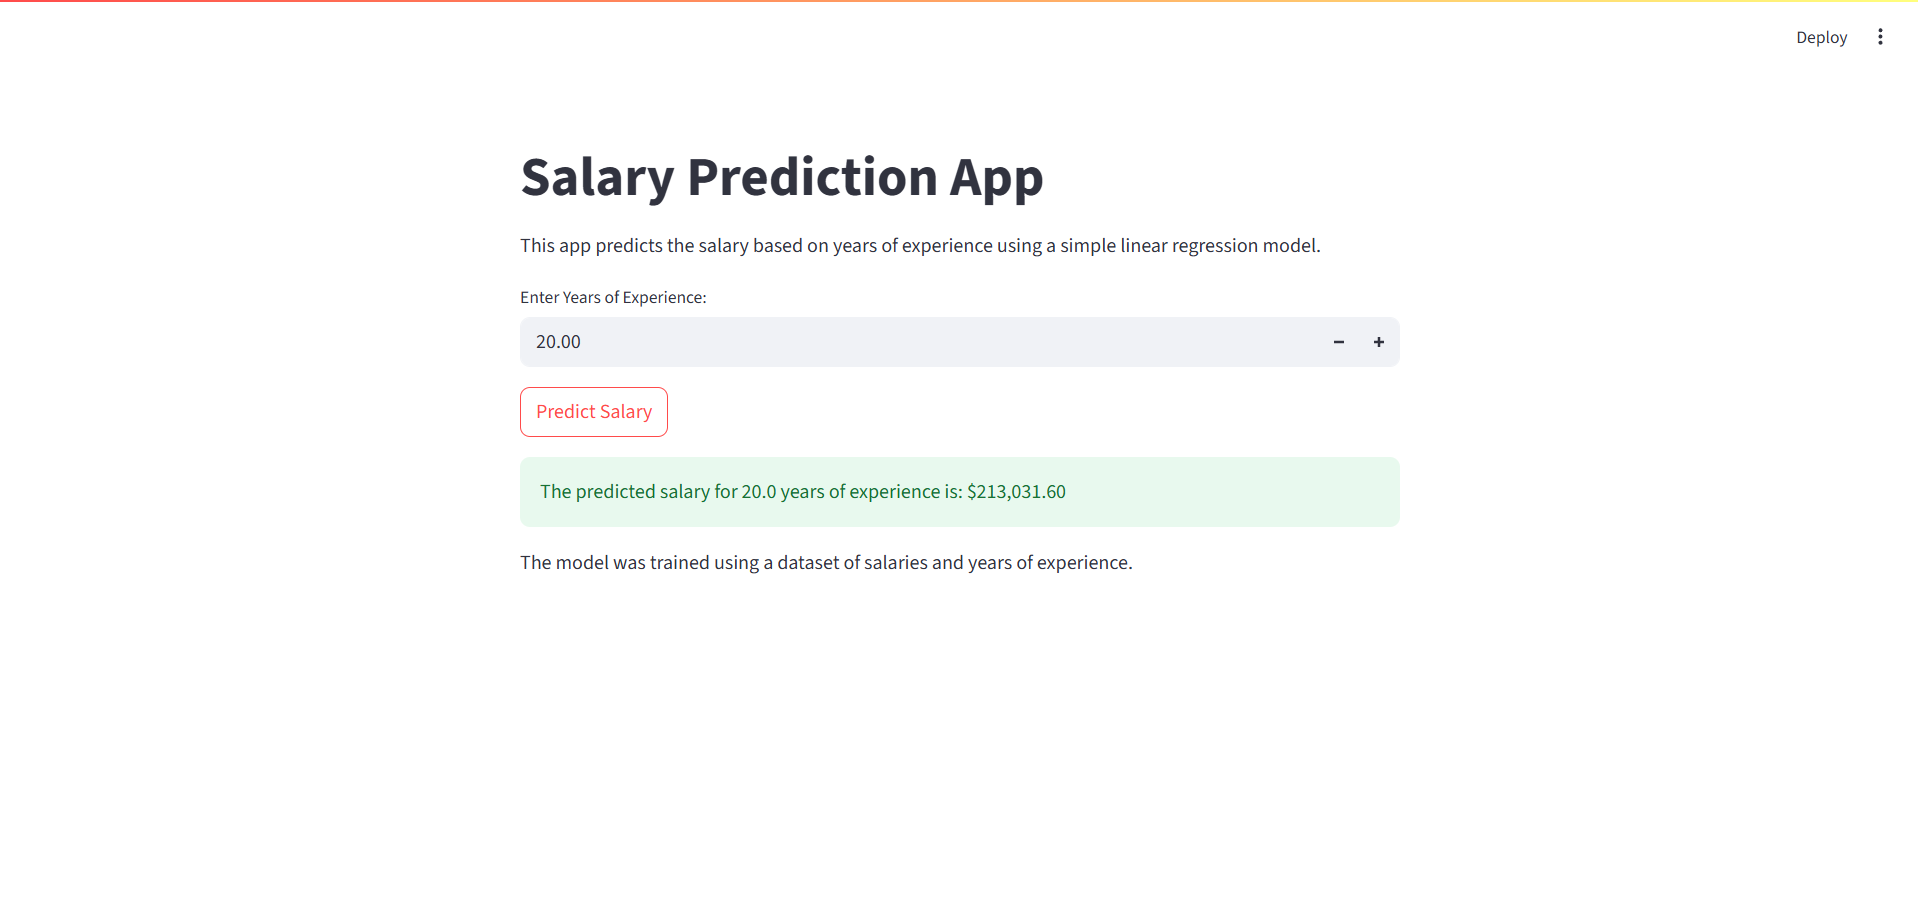 Deploy
Salary Prediction App
This app predicts the salary based on years of experience using a simple linear regression model.
Enter Years of Experience:
20.00
Predict Salary
The predicted salary for 20.0 years of experience is: $213,031.60
The model was trained using a dataset of salaries and years of experience.